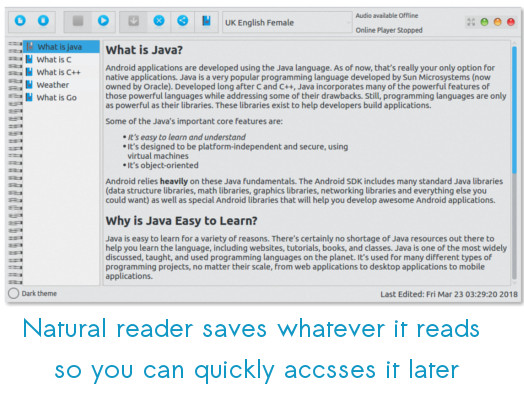 UK English Female
Audio available Offline
Online Player Stopped
What is java
What is C
What is C++
Weather
What is Go
What is Java?
Android applications are developed using the Java language. As of now, that's really your only option for
native applications. Java is a very popular programming language developed by Sun Microsystems (now
owned by Oracle). Developed long after C and C++, Java incorporates many of the powerful features of
those powerful languages while addressing some of their drawbacks. Still, programming languages are only
as powerful as their libraries. These libraries exist to help developers build applications.
Some of the Java's important core features are:
• It's easy to learn and understand
• It's designed to be platform-independent and secure, using
virtual machines
• It's object-oriented
Android relies heavily on these Java fundamentals. The Android SDK includes many standard Java libraries
(data structure libraries, math libraries, graphics libraries, networking libraries and everything else you
could want) as well as special Android libraries that will help you develop awesome Android applications.
Why is Java Easy to Learn?
Java is easy to learn for a variety of reasons. There's certainly no shortage of Java resources out there to
help you learn the language, including websites, tutorials, books, and classes. Java is one of the most widely
discussed, taught, and used programming languages on the planet. It's used for many different types of
programming projects, no matter their scale, from web applications to desktop applications to mobile
applications.
Dark theme
Last Edited: Fri Mar 23 03:29:20 2018
Natural reader saves whatever it reads
so you can quickly accsses it later